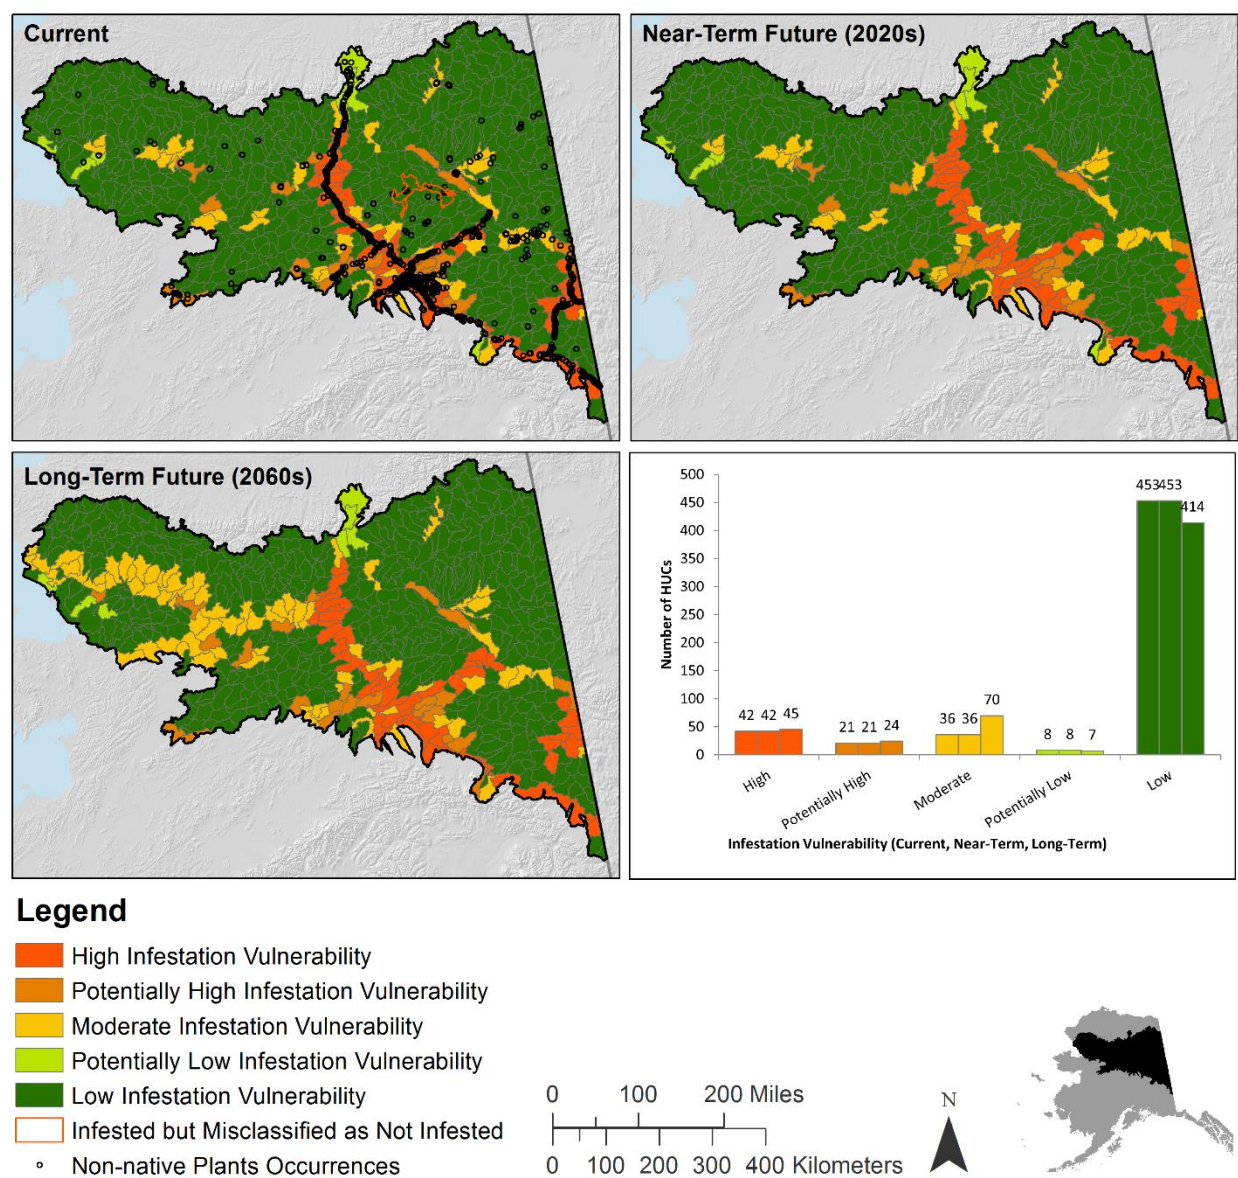 Current
Near-Term Future (2020s)
Long-Term Future (2060s)
500
450
400
350
300
250
200
150
100
50
0
Number of HUCs
42 42 45
21 21 24
36 36 70
8 8 7
453 453 414
High
Potentially High
Moderate
Potentially Low
Low
Infestation Vulnerability (Current, Near-Term, Long-Term)
Legend
High Infestation Vulnerability
Potentially High Infestation Vulnerability
Moderate Infestation Vulnerability
Potentially Low Infestation Vulnerability
Low Infestation Vulnerability
Infested but Misclassified as Not Infested
Non-native Plants Occurrences
0 100 200 Miles
0 100 200 300 400 Kilometers
N